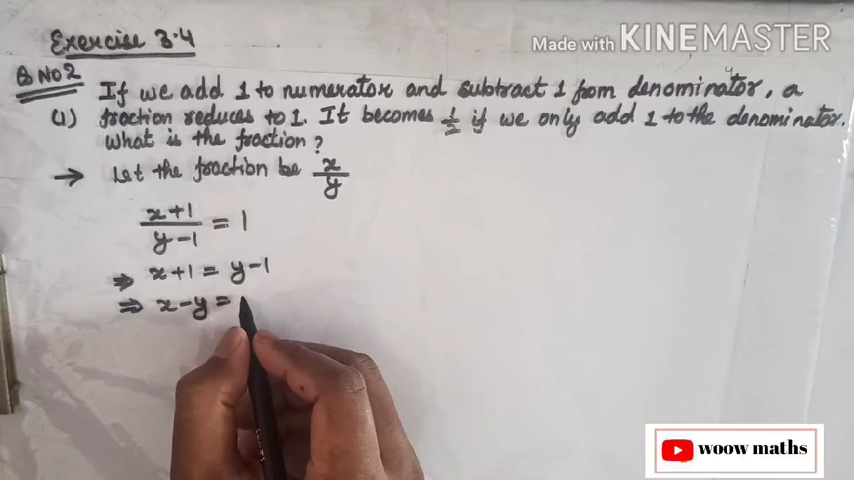 Exercise 3.4
Made with KINEMASTER
Q No 2
If we add 1 to numerator and subtract 1 from denominator, a
(1) fraction reduces to 1. It becomes 1/2 if we only add 1 to the denominator.
What is the fraction?
→ Let the fraction be x/y
x+1/y-1 = 1
⇒ x+1 = y-1
⇒ x-y =
woow maths